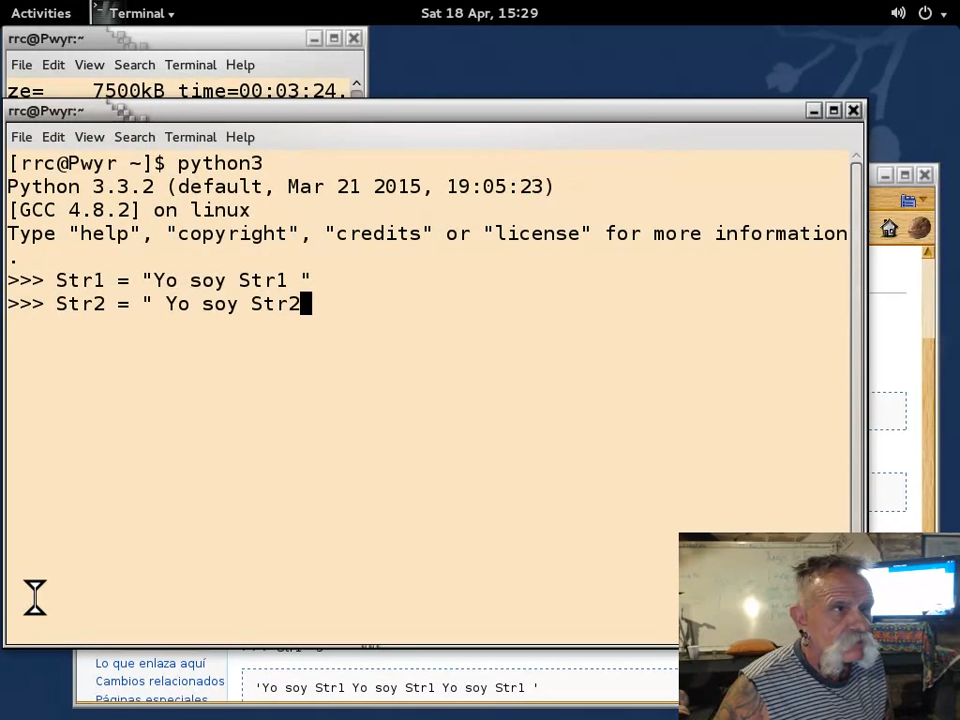 Activities Terminal Sat 18 Apr, 15:29
rrc@Pwyr:~
File Edit View Search Terminal Help
ze= 7500kB time=00:03:24.
rrc@Pwyr:~
File Edit View Search Terminal Help
[rrc@Pwyr ~]$ python3
Python 3.3.2 (default, Mar 21 2015, 19:05:23)
[GCC 4.8.2] on linux
Type "help", "copyright", "credits" or "license" for more information
.
>>> Str1 = "Yo soy Str1 "
>>> Str2 = " Yo soy Str2
Lo que enlaza aquí
Cambios relacionados
Páginas especiales
'Yo soy Str1 Yo soy Str1 Yo soy Str1 '